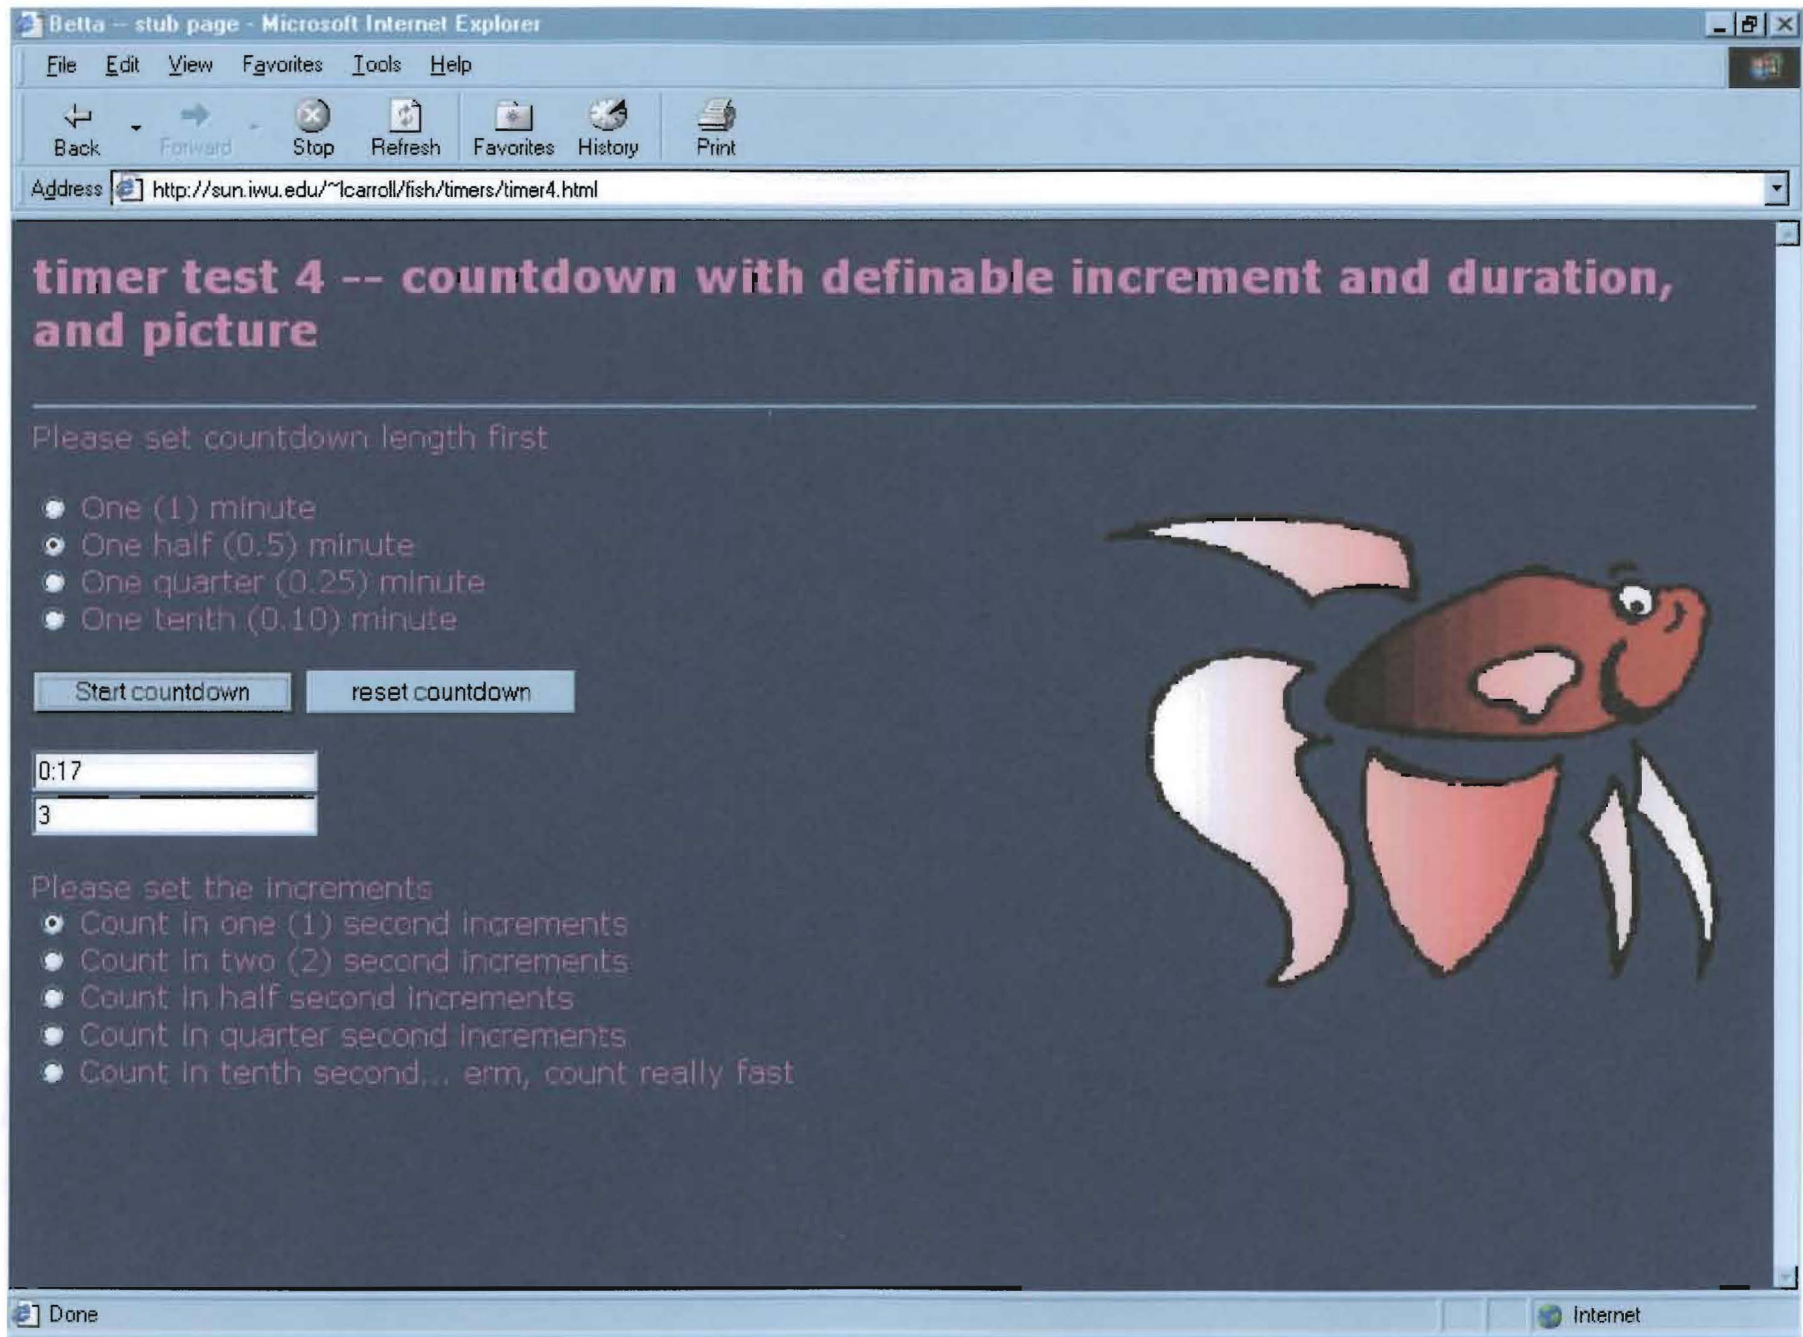 Betta -- stub page - Microsoft Internet Explorer
File Edit View Favorites Tools Help
Back Forward Stop Refresh Favorites History Print
Address http://sun.iwu.edu/~lcarroll/fish/timers/timer4.html
timer test 4 -- countdown with definable increment and duration,
and picture
Please set countdown length first
One (1) minute
One half (0.5) minute
One quarter (0.25) minute
One tenth (0.10) minute
Start countdown reset countdown
0:17
3
Please set the increments
Count in one (1) second increments
Count in two (2) second increments
Count in half second increments
Count in quarter second increments
Count in tenth second... erm, count really fast
Done Internet